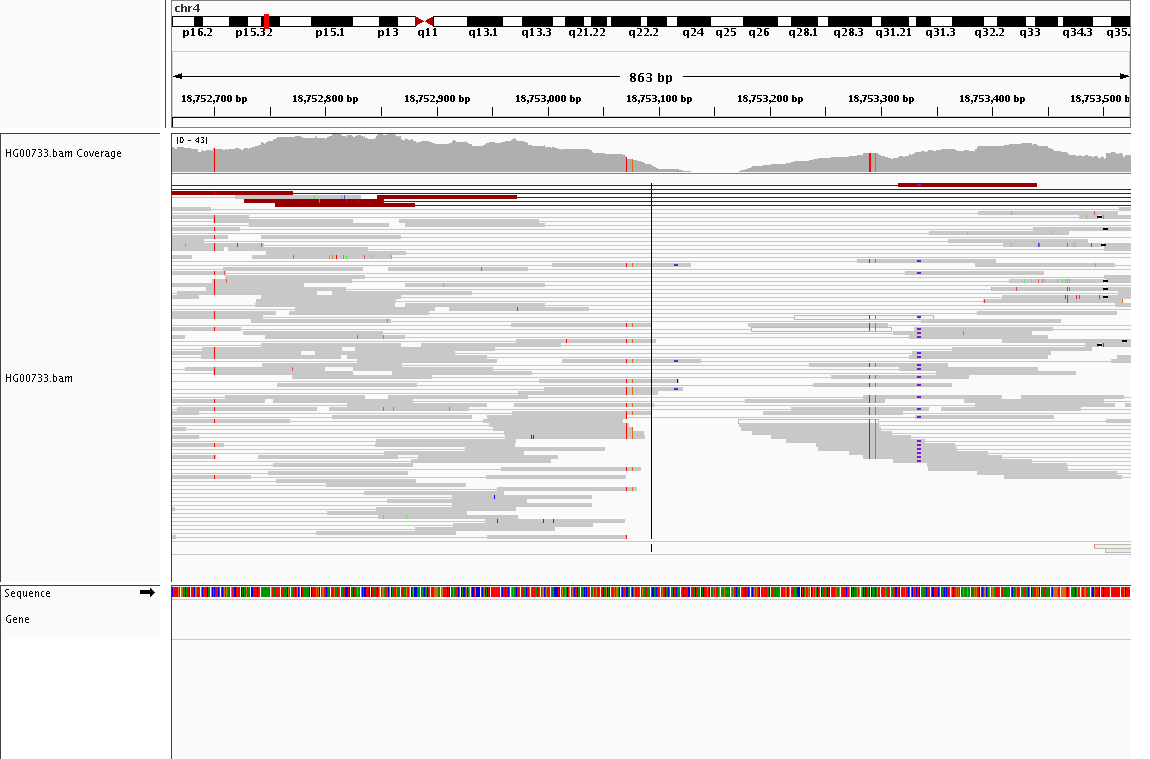 chr4
p16.2 p15.32 p15.1 p13 q11 q13.1 q13.3 q21.22 q22.2 q24 q25 q26 q28.1 q28.3 q31.21 q31.3 q32.2 q33 q34.3 q35.
863 bp
18,752,700 bp 18,752,800 bp 18,752,900 bp 18,753,000 bp 18,753,100 bp 18,753,200 bp 18,753,300 bp 18,753,400 bp 18,753,500 b
[0 - 43]
HG00733.bam Coverage
HG00733.bam
Sequence
Gene